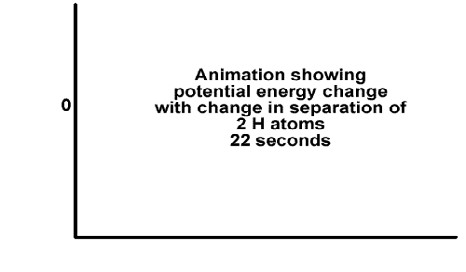 Animation showing
potential energy change
0
with change in separation of
2 H atoms
22 seconds